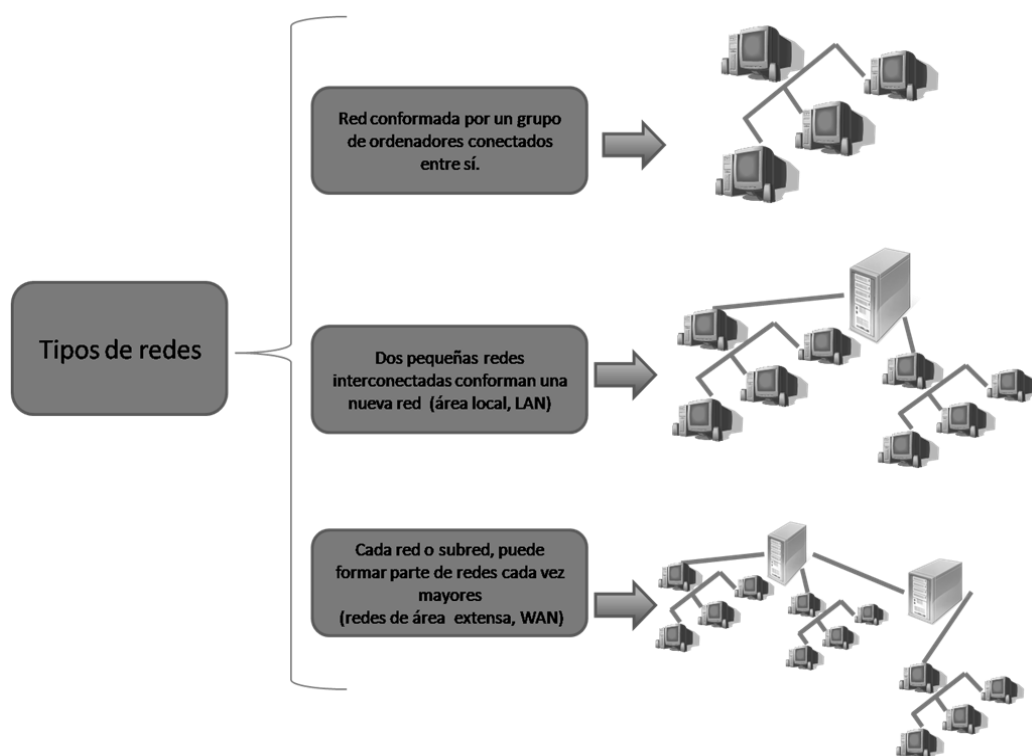 Tipos de redes
Red conformada por un grupo
de ordenadores conectados
entre sí.
Dos pequeñas redes
interconectadas conforman una
nueva red (área local, LAN)
Cada red o subred, puede
formar parte de redes cada vez
mayores
(redes de área extensa, WAN)